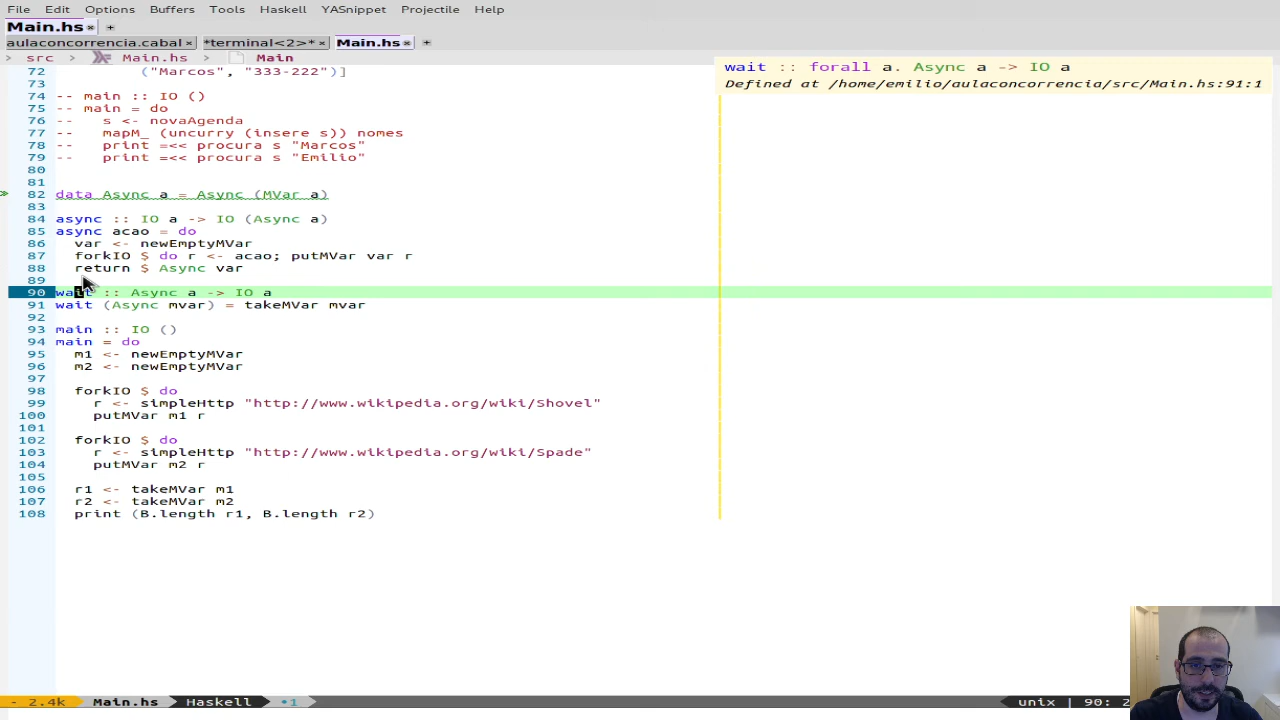 File Edit Options Buffers Tools Haskell YASnippet Projectile Help
Main.hs × +
aulaconcorrencia.cabal × *terminal<2>* × Main.hs × +
> src > Main.hs > Main
72 ("Marcos", "333-222")]
73
74 -- main :: IO ()
75 -- main = do
76 --   s <- novaAgenda
77 --   mapM_ (uncurry (insere s)) nomes
78 --   print =<< procura s "Marcos"
79 --   print =<< procura s "Emilio"
80
81
82 data Async a = Async (MVar a)
83
84 async :: IO a -> IO (Async a)
85 async acao = do
86   var <- newEmptyMVar
87   forkIO $ do r <- acao; putMVar var r
88   return $ Async var
89
90 wait :: Async a -> IO a
91 wait (Async mvar) = takeMVar mvar
92
93 main :: IO ()
94 main = do
95   m1 <- newEmptyMVar
96   m2 <- newEmptyMVar
97
98   forkIO $ do
99     r <- simpleHttp "http://www.wikipedia.org/wiki/Shovel"
100     putMVar m1 r
101
102   forkIO $ do
103     r <- simpleHttp "http://www.wikipedia.org/wiki/Spade"
104     putMVar m2 r
105
106   r1 <- takeMVar m1
107   r2 <- takeMVar m2
108   print (B.length r1, B.length r2)
wait :: forall a. Async a -> IO a
Defined at /home/emilio/aulaconcorrencia/src/Main.hs:91:1
- 2.4k Main.hs Haskell •1 unix | 90: 2